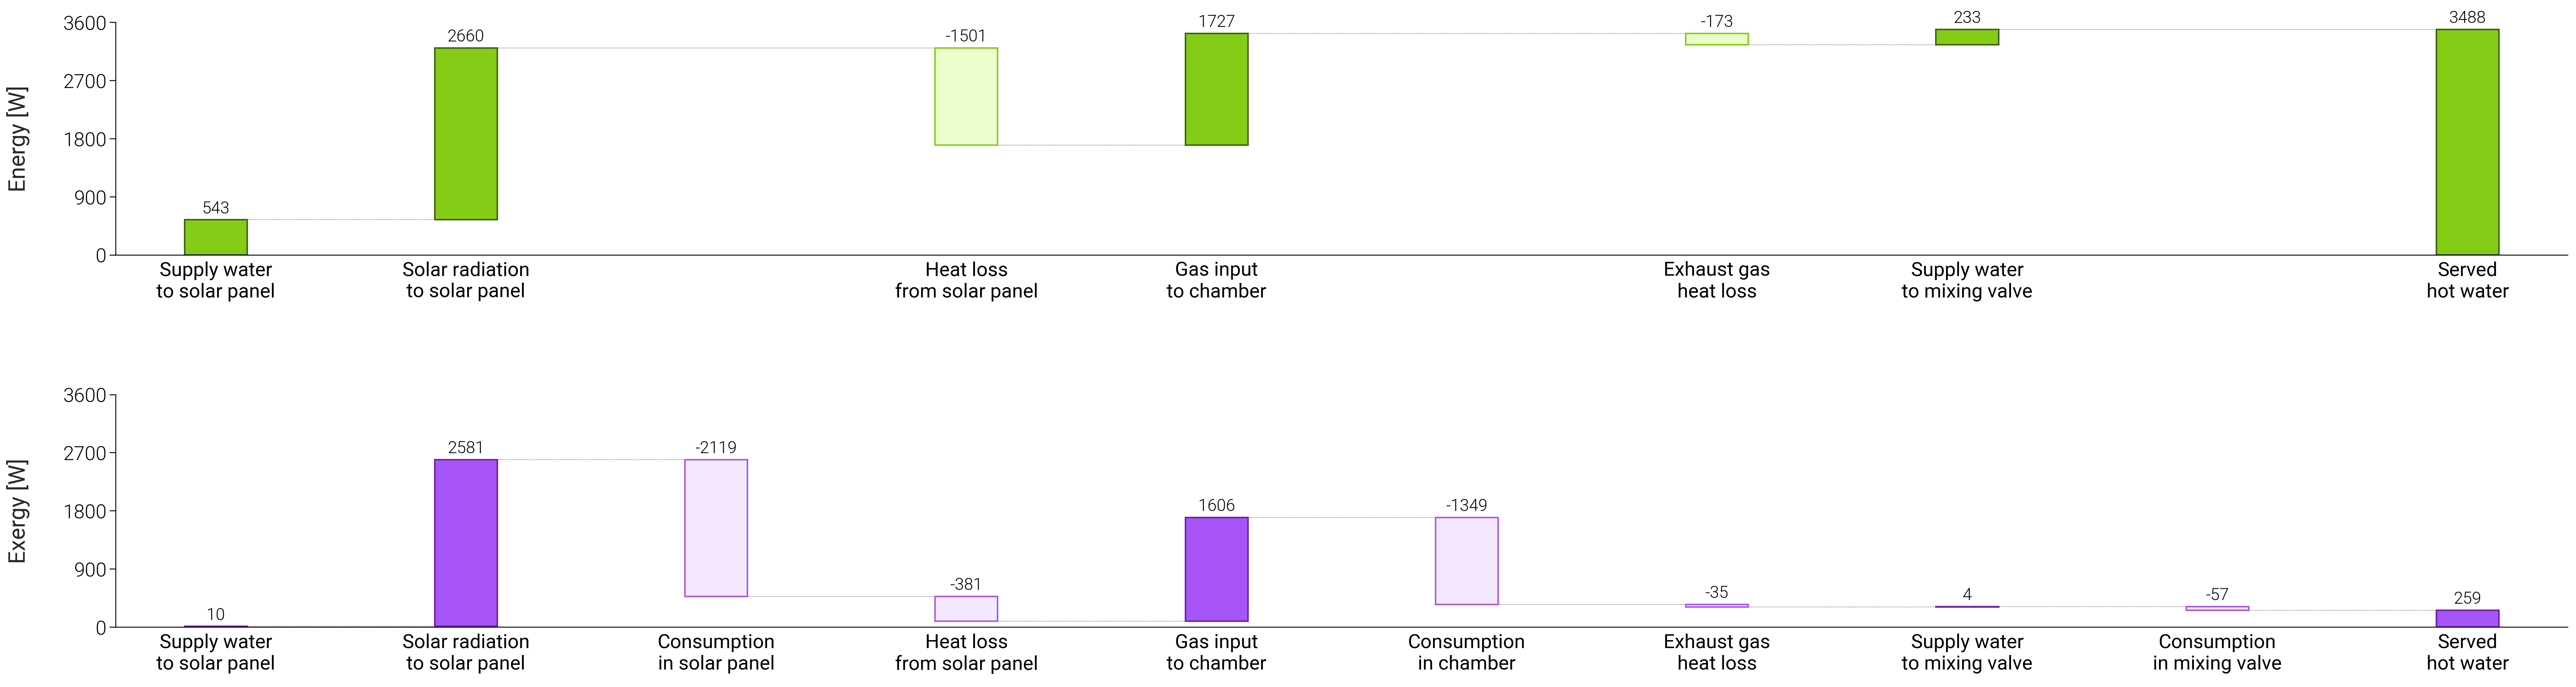 Energy [W]
3600
2700
1800
900
0
543
2660
-1501
1727
-173
233
3488
Supply water
to solar panel
Solar radiation
to solar panel
Heat loss
from solar panel
Gas input
to chamber
Exhaust gas
heat loss
Supply water
to mixing valve
Served
hot water
Exergy [W]
3600
2700
1800
900
0
10
2581
-2119
-381
1606
-1349
-35
4
-57
259
Supply water
to solar panel
Solar radiation
to solar panel
Consumption
in solar panel
Heat loss
from solar panel
Gas input
to chamber
Consumption
in chamber
Exhaust gas
heat loss
Supply water
to mixing valve
Consumption
in mixing valve
Served
hot water